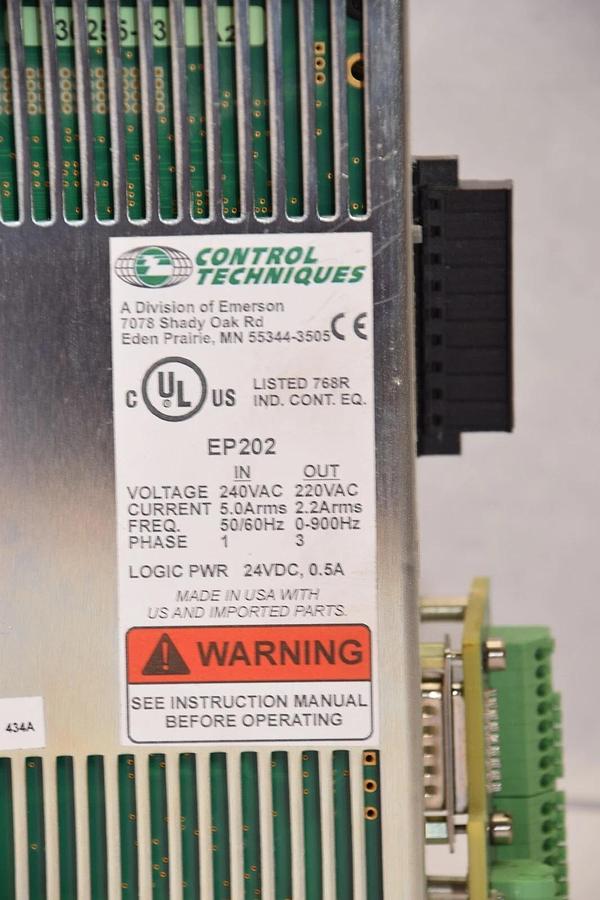 CONTROL
TECHNIQUES
A Division of Emerson
7078 Shady Oak Rd
Eden Prairie, MN 55344-3505 CE
C UL US LISTED 768R
IND. CONT. EQ.
EP202
IN OUT
VOLTAGE 240VAC 220VAC
CURRENT 5.0Arms 2.2Arms
FREQ. 50/60Hz 0-900Hz
PHASE 1 3
LOGIC PWR 24VDC, 0.5A
MADE IN USA WITH
US AND IMPORTED PARTS.
WARNING
SEE INSTRUCTION MANUAL
BEFORE OPERATING
434A